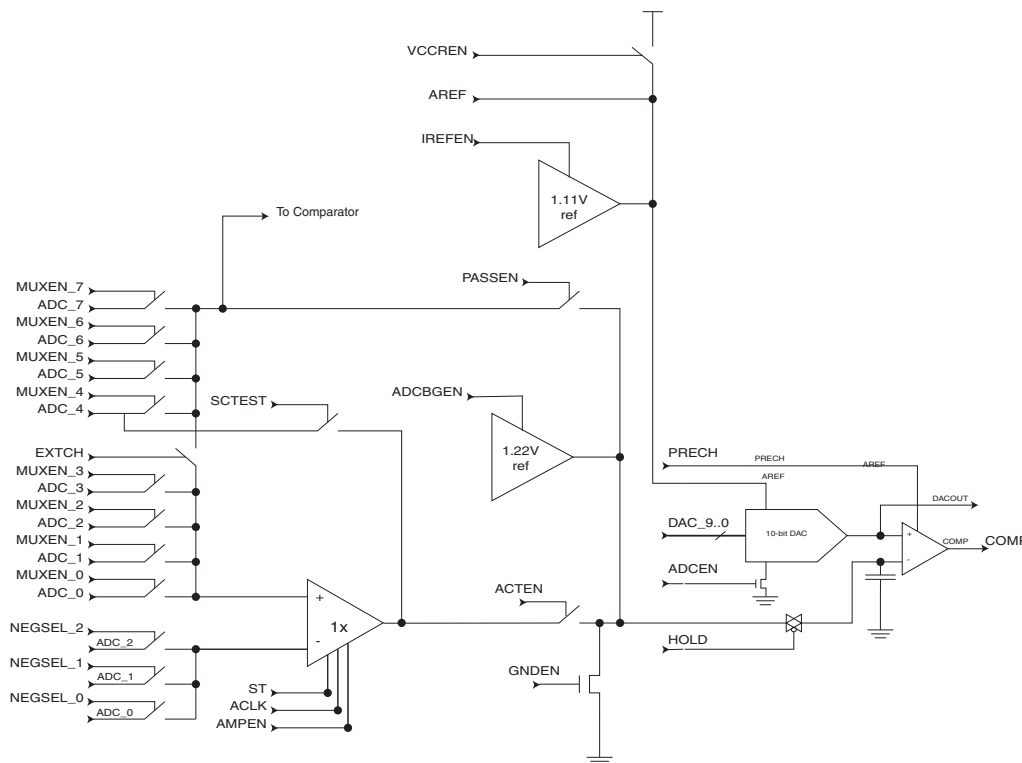 VCCREN
AREF
IREFEN
1.11V
ref
To Comparator
PASSEN
MUXEN_7
ADC_7
MUXEN_6
ADC_6
MUXEN_5
ADC_5
MUXEN_4
ADC_4
SCTEST
ADCBGEN
1.22V
ref
EXTCH
MUXEN_3
ADC_3
MUXEN_2
ADC_2
MUXEN_1
ADC_1
MUXEN_0
ADC_0
PRECH
PRECH
AREF
AREF
DACOUT
DAC_9..0
10-bit DAC
+
-
COMP
COMP
ADCEN
ACTEN
+
1x
-
NEGSEL_2
ADC_2
NEGSEL_1
ADC_1
NEGSEL_0
ADC_0
HOLD
GNDEN
ST
ACLK
AMPEN